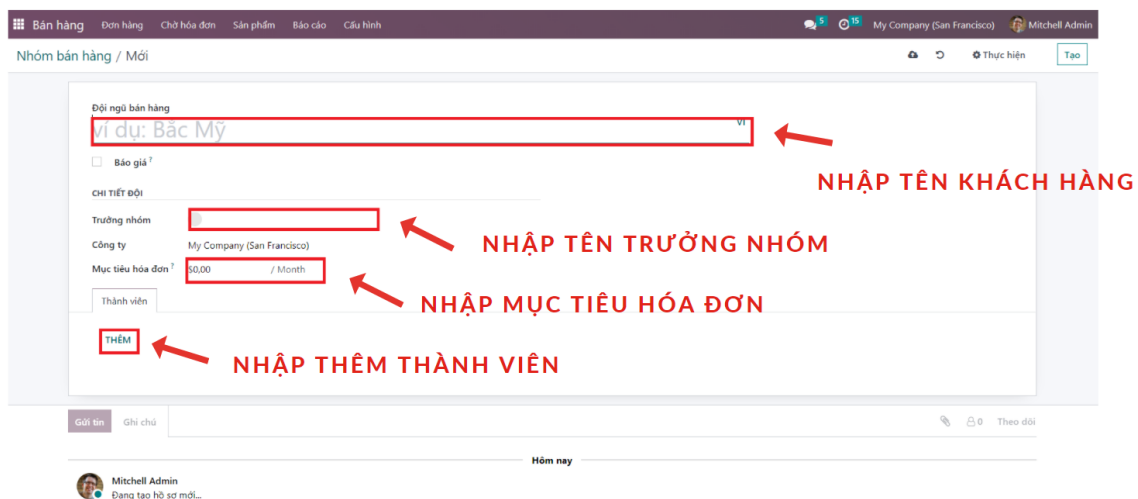 Bán hàng Đơn hàng Chờ hóa đơn Sản phẩm Báo cáo Cấu hình 5 15 My Company (San Francisco) Mitchell Admin
Nhóm bán hàng / Mới Thực hiện Tạo
Đội ngũ bán hàng
ví dụ: Bắc Mỹ VI
NHẬP TÊN KHÁCH HÀNG
Báo giá ?
CHI TIẾT ĐỘI
Trưởng nhóm
NHẬP TÊN TRƯỞNG NHÓM
Công ty My Company (San Francisco)
Mục tiêu hóa đơn ? $0,00 / Month
NHẬP MỤC TIÊU HÓA ĐƠN
Thành viên
THÊM
NHẬP THÊM THÀNH VIÊN
Gửi tin Ghi chú 0 Theo dõi
Hôm nay
Mitchell Admin
Đang tạo hồ sơ mới...